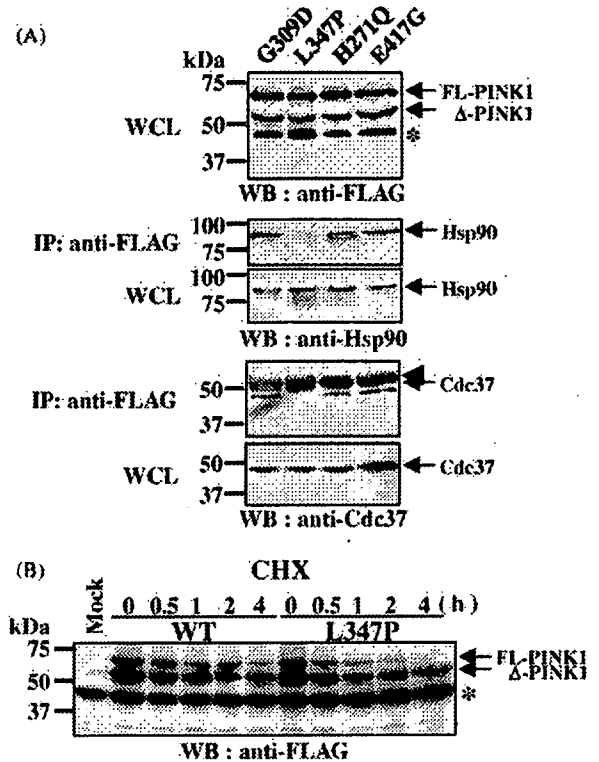 (A)
G309D L347P H271Q E417G
kDa
75
50
37
WCL
FL-PINK1
Δ-PINK1
*
WB : anti-FLAG
IP: anti-FLAG
100
75
Hsp90
WCL
100
75
Hsp90
WB : anti-Hsp90
IP: anti-FLAG
50
37
Cdc37
WCL
50
37
Cdc37
WB : anti-Cdc37
(B)
CHX
Mock 0 0.5 1 2 4 0 0.5 1 2 4 (h)
WT L347P
kDa
75
50
37
FL-PINK1
Δ-PINK1
*
WB : anti-FLAG